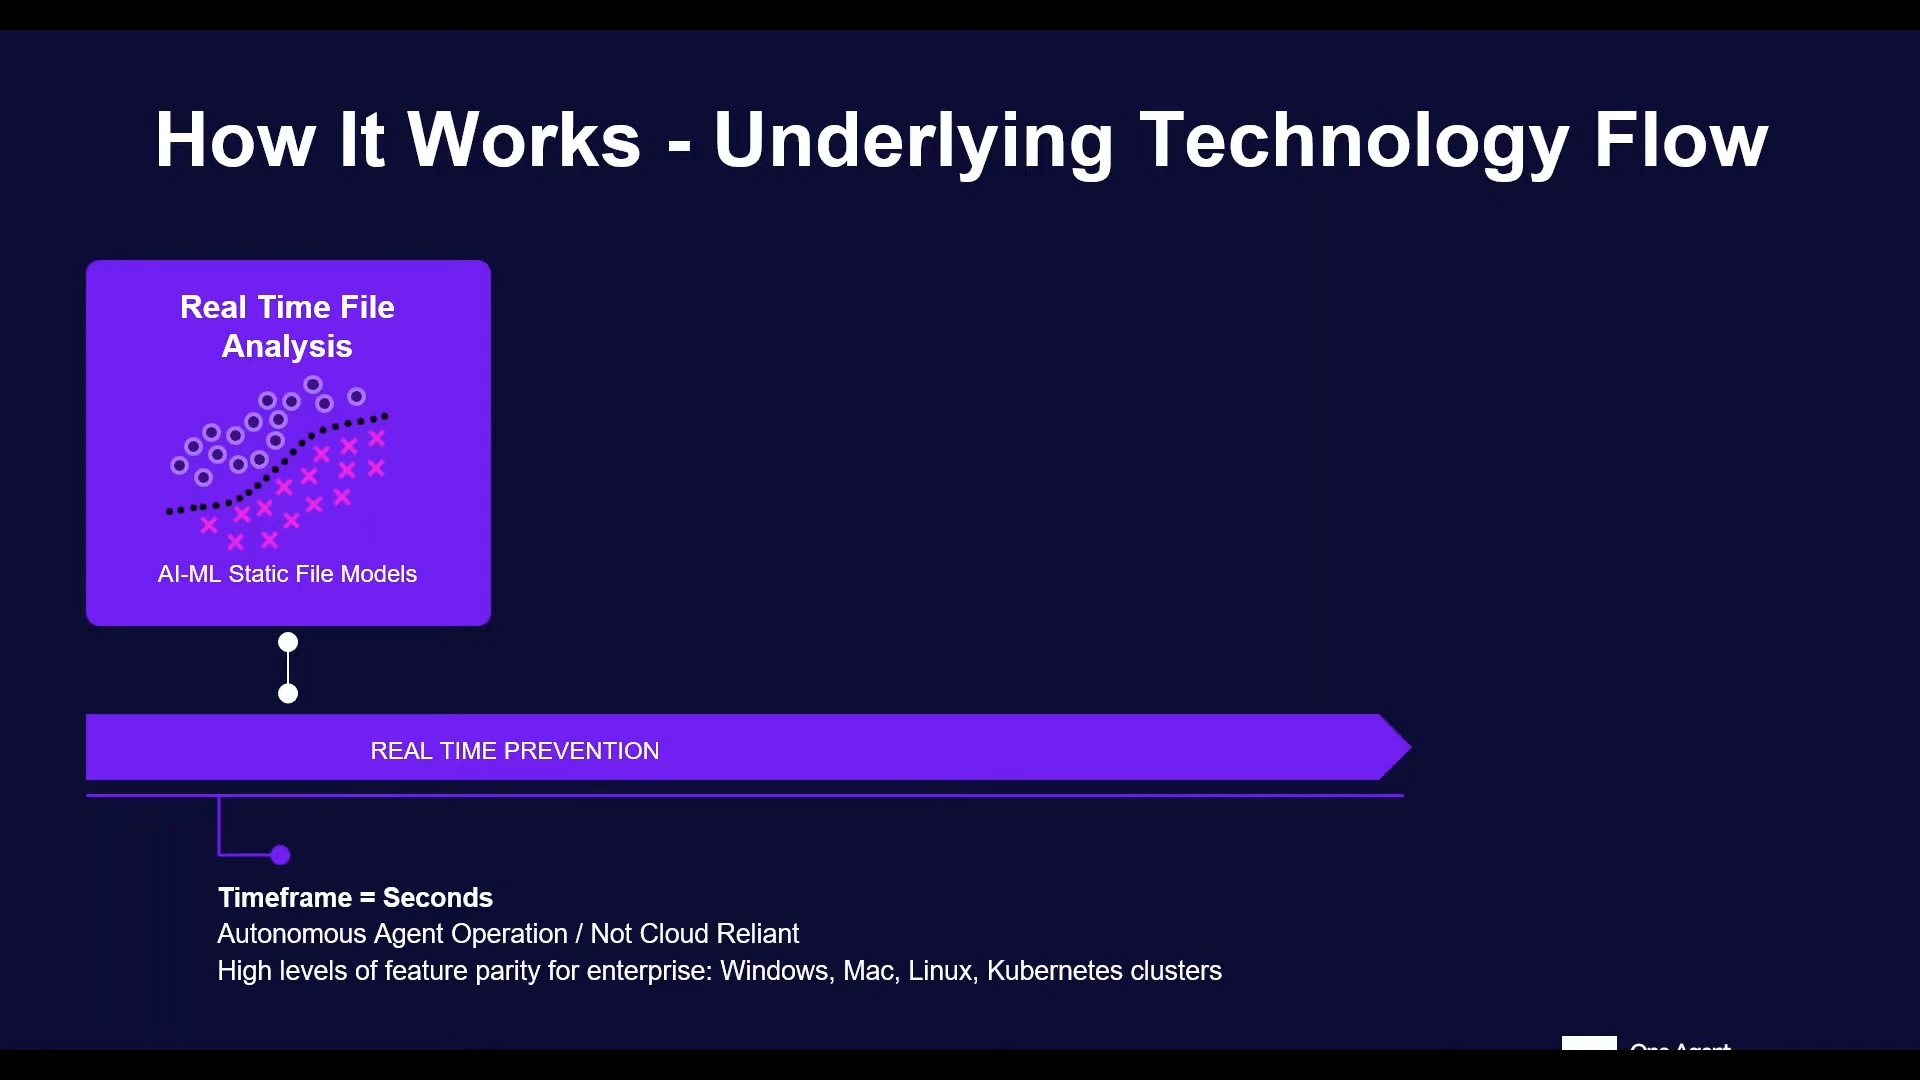 How It Works - Underlying Technology Flow
Real Time File
Analysis
AI-ML Static File Models
REAL TIME PREVENTION
Timeframe = Seconds
Autonomous Agent Operation / Not Cloud Reliant
High levels of feature parity for enterprise: Windows, Mac, Linux, Kubernetes clusters
One Agent